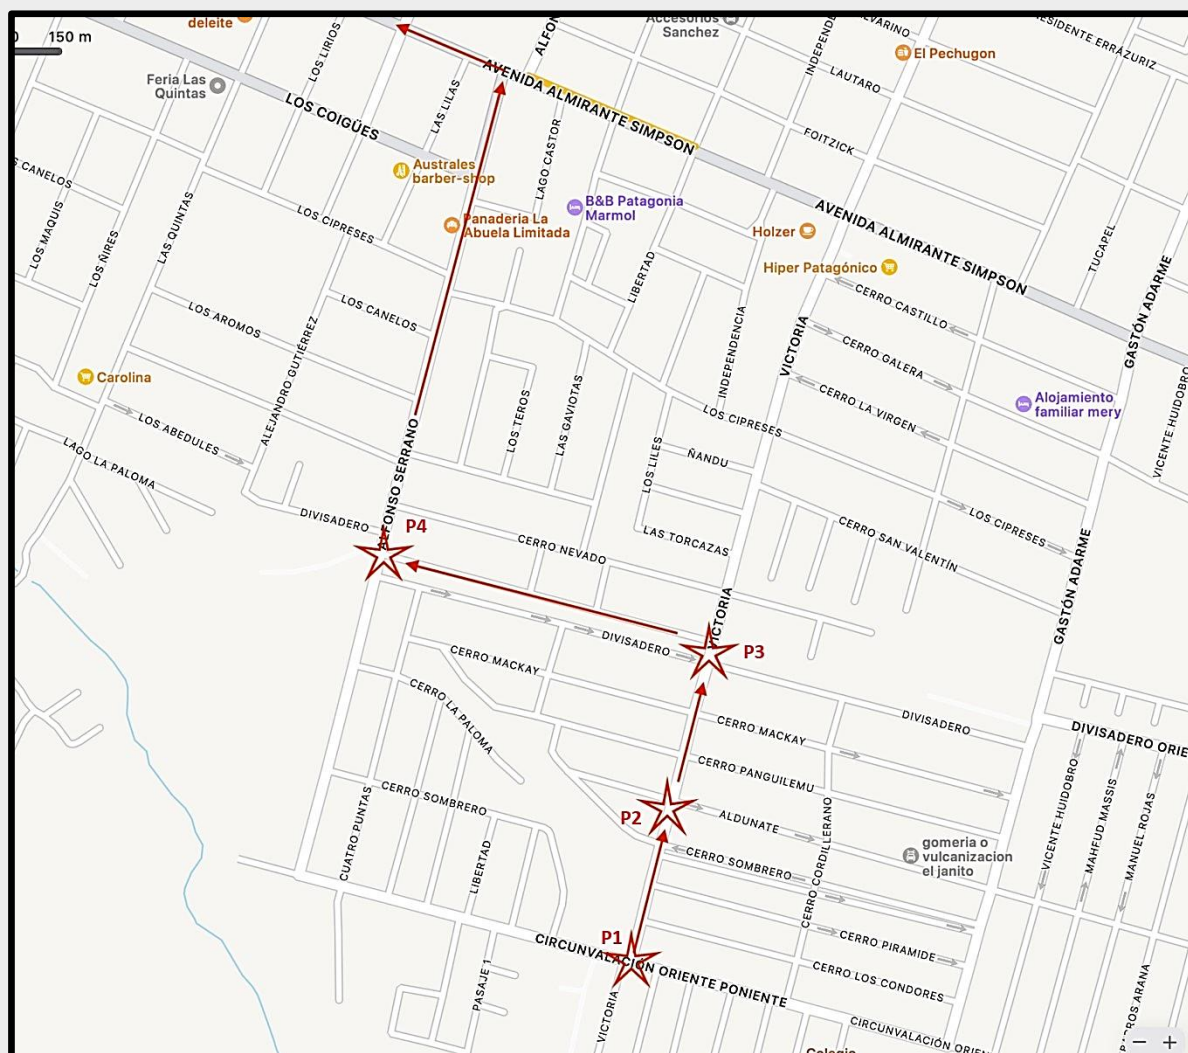 deleite
150 m
LOS LIRIOS
Sanchez
LAUTARO
El Pechugon
Feria Las
Quintas
LOS COIGÜES
LAS LILAS
AVENIDA ALMIRANTE SIMPSON
LAGO CASTOR
FOITZICK
Australes
barber-shop
B&B Patagonia
Marmol
Panaderia La
Abuela Limitada
Holzer
AVENIDA ALMIRANTE SIMPSON
Hiper Patagónico
TUCAPEL
GASTÓN ADARME
LOS MAQUIS
LOS ÑIRES
LAS QUINTAS
LOS CIPRESES
LOS CANELOS
LOS AROMOS
LIBERTAD
INDEPENDENCIA
VICTORIA
CERRO CASTILLO
CERRO GALERA
CERRO LA VIRGEN
Carolina
ALEJANDRO GUTIÉRREZ
LOS ABEDULES
LAGO LA PALOMA
LOS TEROS
LAS GAVIOTAS
LOS CIPRESES
Alojamiento
familiar mery
VICENTE HUIDOBRO
ALFONSO SERRANO
LOS LILES
ÑANDU
LAS TORCAZAS
LOS CIPRESES
CERRO SAN VALENTÍN
GASTÓN ADARME
DIVISADERO
P4
CERRO NEVADO
VICTORIA
DIVISADERO
P3
CERRO MACKAY
CERRO LA PALOMA
CERRO MACKAY
DIVISADERO
DIVISADERO ORIE
CERRO PANGUILEMU
P2
ALDUNATE
CERRO SOMBRERO
CUATRO PUNTAS
LIBERTAD
CERRO SOMBRERO
CERRO CORDILLERANO
gomeria o
vulcanizacion
el janito
VICENTE HUIDOBRO
MAHFUD MASSIS
MANUEL ROJAS
P1
CIRCUNVALACIÓN ORIENTE PONIENTE
CERRO PIRAMIDE
CERRO LOS CONDORES
PASAJE 1
VICTORIA
CIRCUNVALACIÓN ORIEN
ARANA